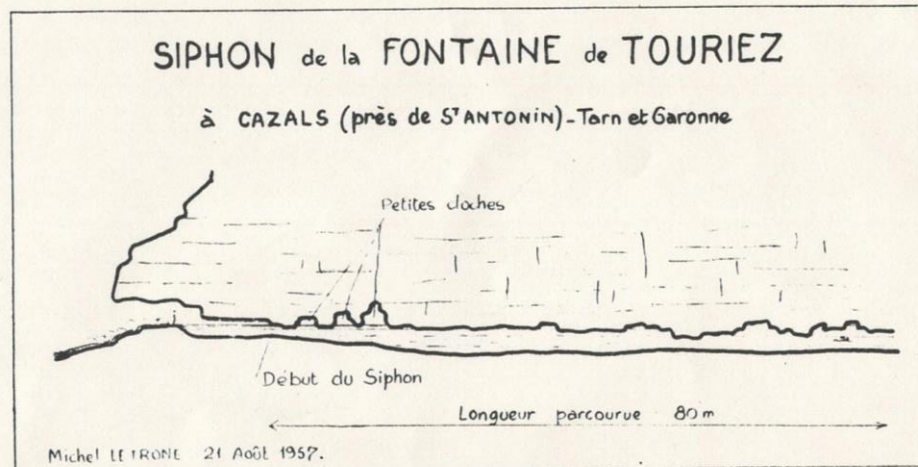 SIPHON de la FONTAINE de TOURIEZ
à CAZALS (près de St ANTONIN) - Tarn et Garonne
Petites cloches
Début du Siphon
Longueur parcourue 80 m
Michel LETRONE 21 Août 1957.